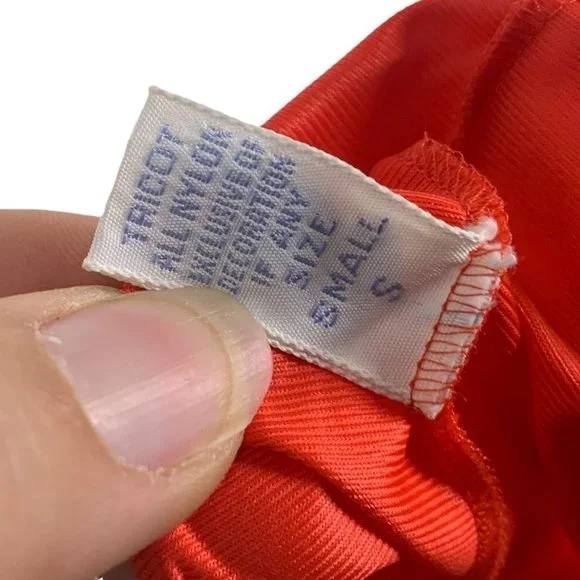 TRICOT
ALL NYLON
EXCLUSIVE OF
DECORATION
IF ANY
SIZE
SMALL
S